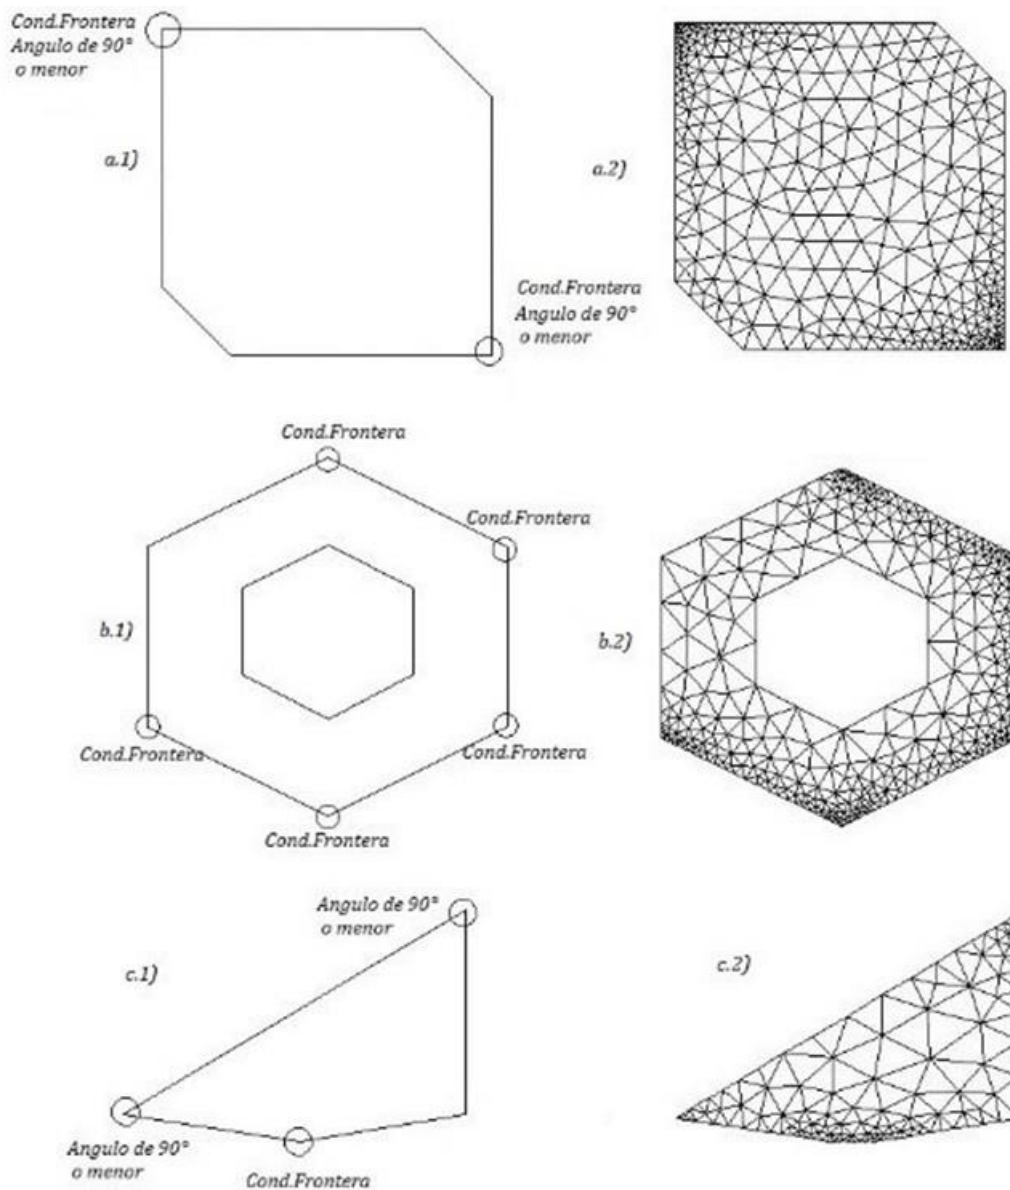 Cond.Frontera
Angulo de 90°
o menor
a.1)
a.2)
Cond.Frontera
Angulo de 90°
o menor
Cond.Frontera
Cond.Frontera
b.1)
b.2)
Cond.Frontera
Cond.Frontera
Cond.Frontera
Angulo de 90°
o menor
c.1)
c.2)
Angulo de 90°
o menor
Cond.Frontera